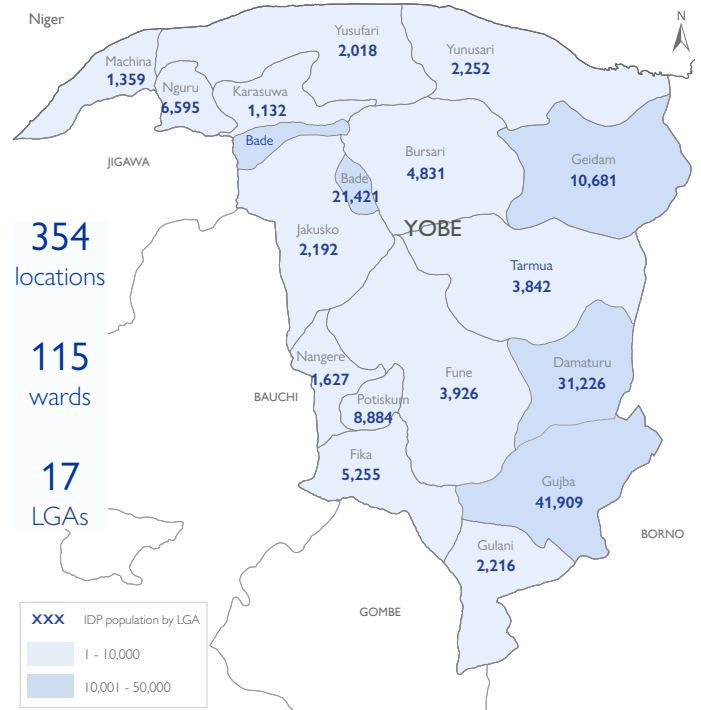 Niger
N
Yusufari
2,018
Yunusari
2,252
Machina
1,359
Nguru
6,595
Karasuwa
1,132
Bade
JIGAWA
Bursari
4,831
Geidam
10,681
Bade
21,421
YOBE
Jakusko
2,192
354
locations
Tarmua
3,842
115
wards
Nangere
1,627
Fune
3,926
Damaturu
31,226
BAUCHI
Potiskum
8,884
Fika
5,255
17
LGAs
Gujba
41,909
BORNO
Gulani
2,216
GOMBE
XXX IDP population by LGA
1 - 10,000
10,001 - 50,000